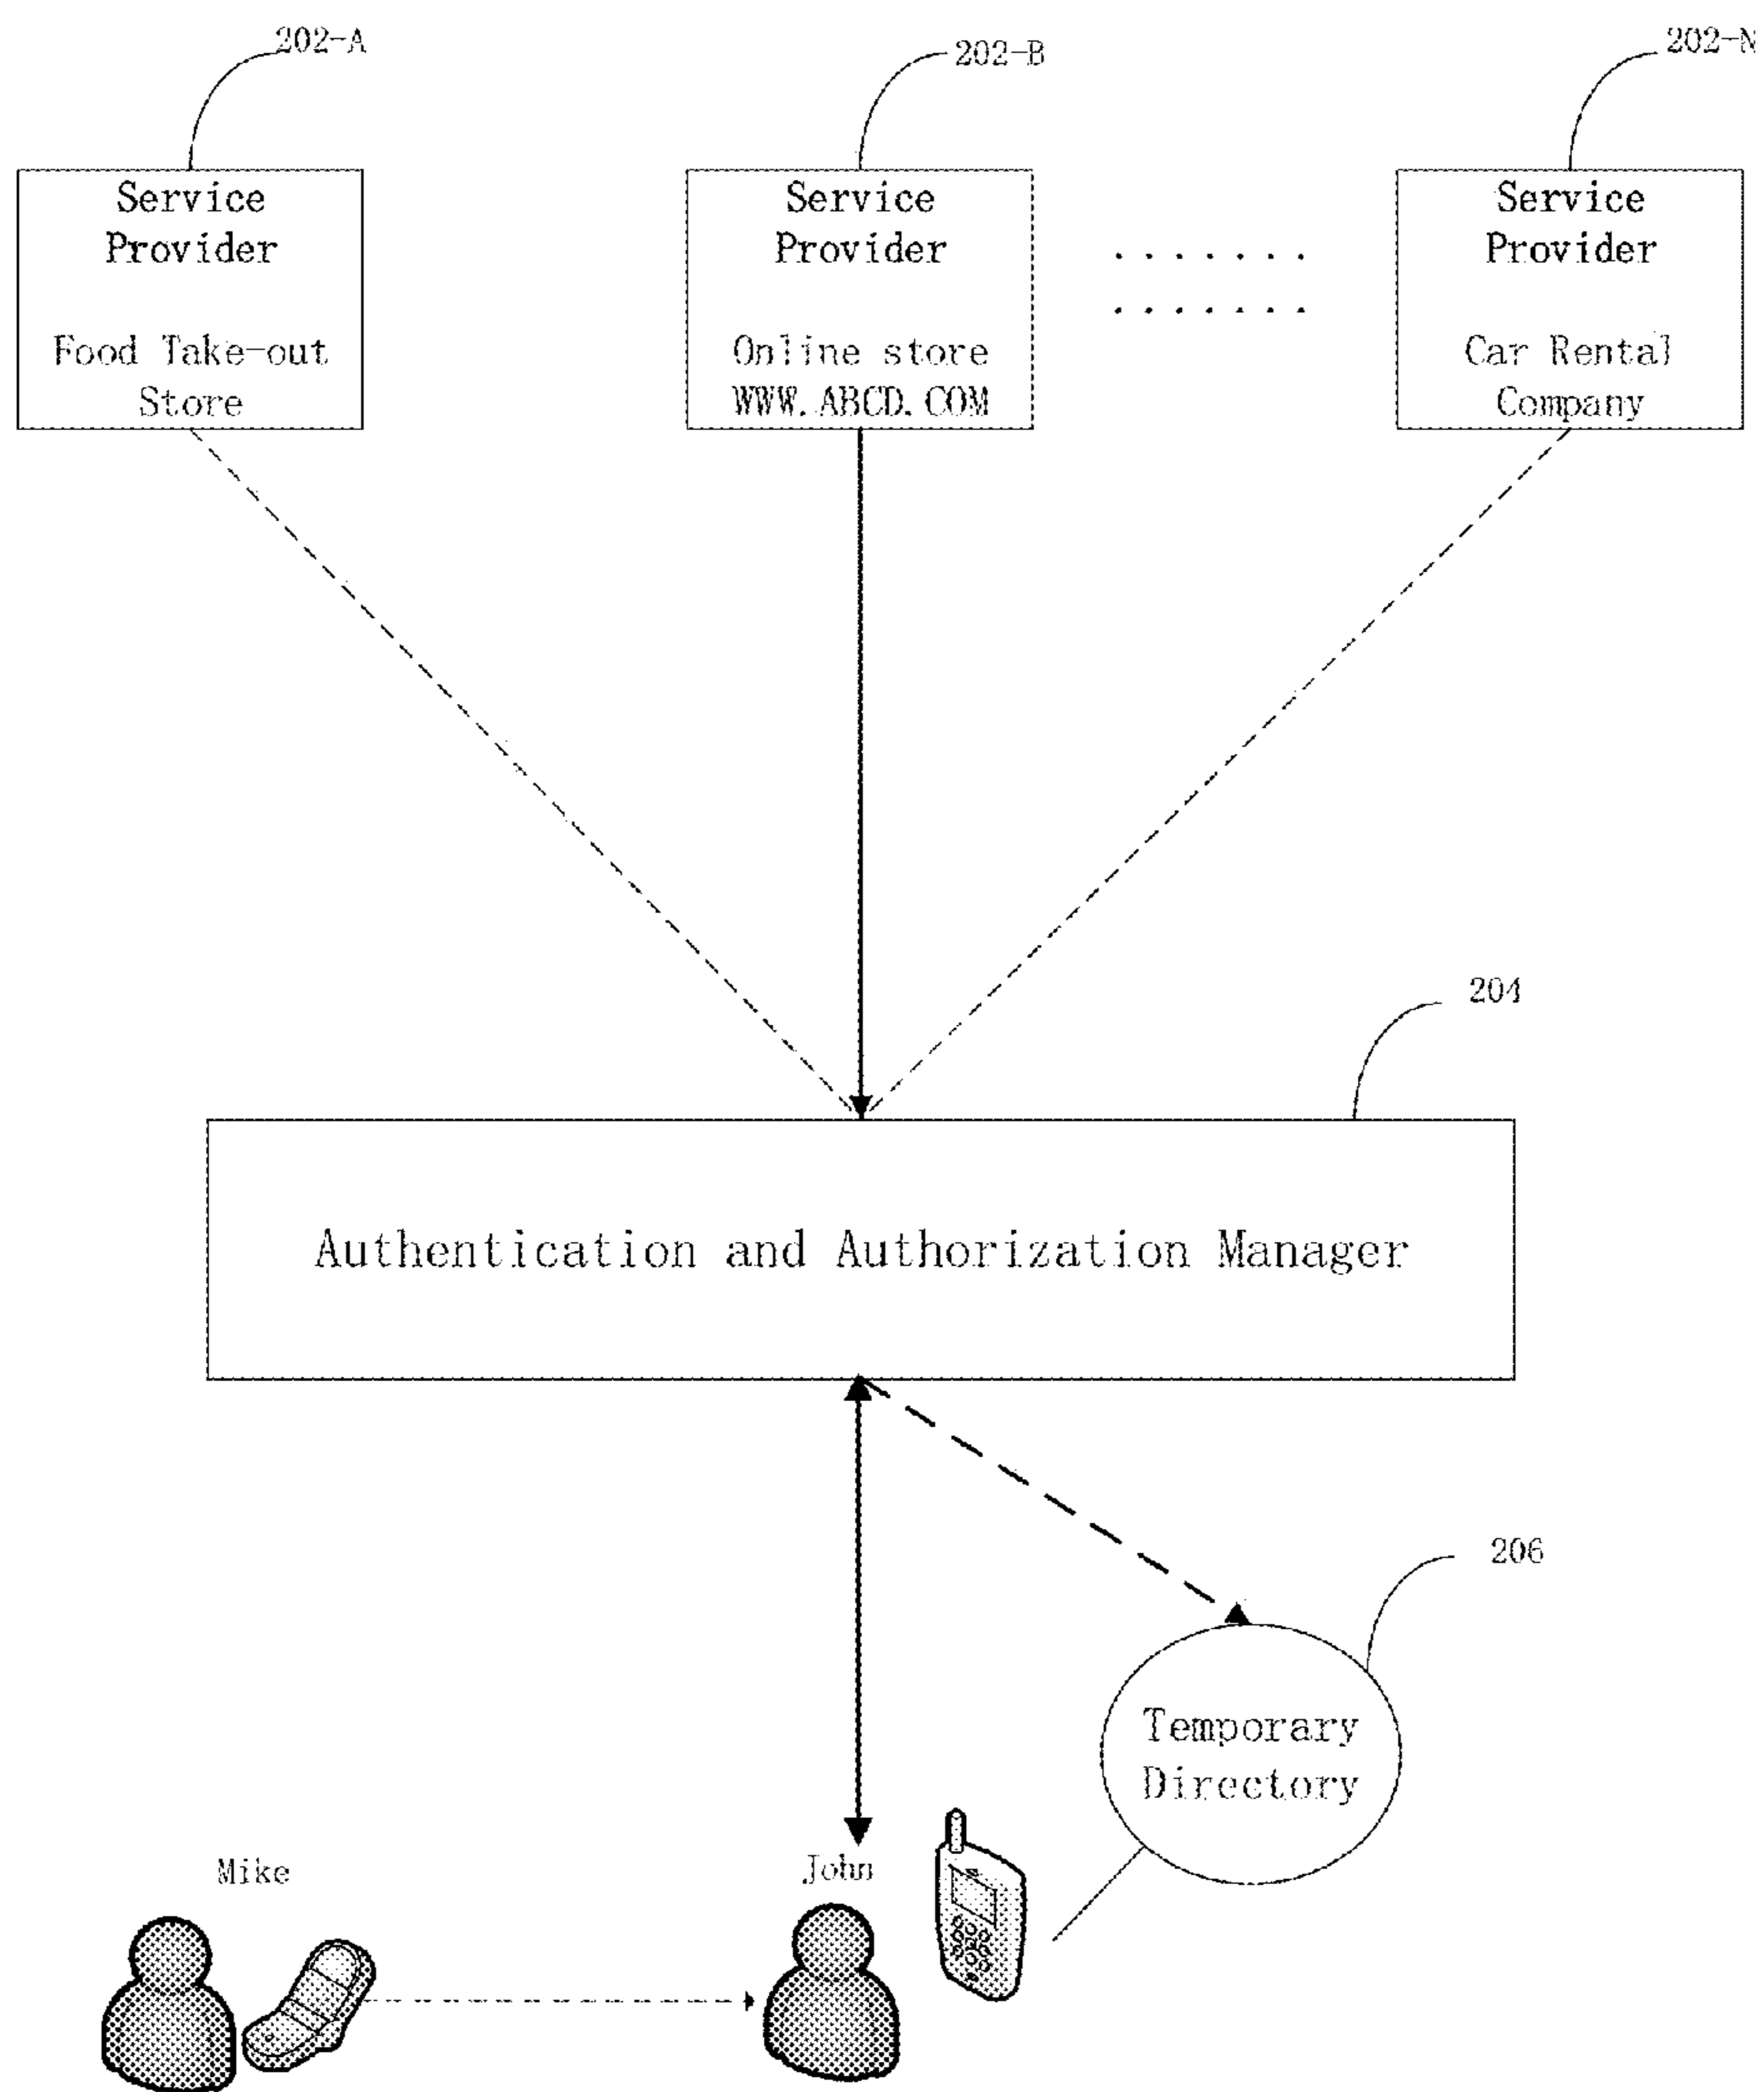 202-A
202-B
202-N
Service
Provider
Food Take-out
Store
Service
Provider
Online store
WWW.ABCD.COM
Service
Provider
Car Rental
Company
204
Authentication and Authorization Manager
206
Temporary
Directory
Mike
John